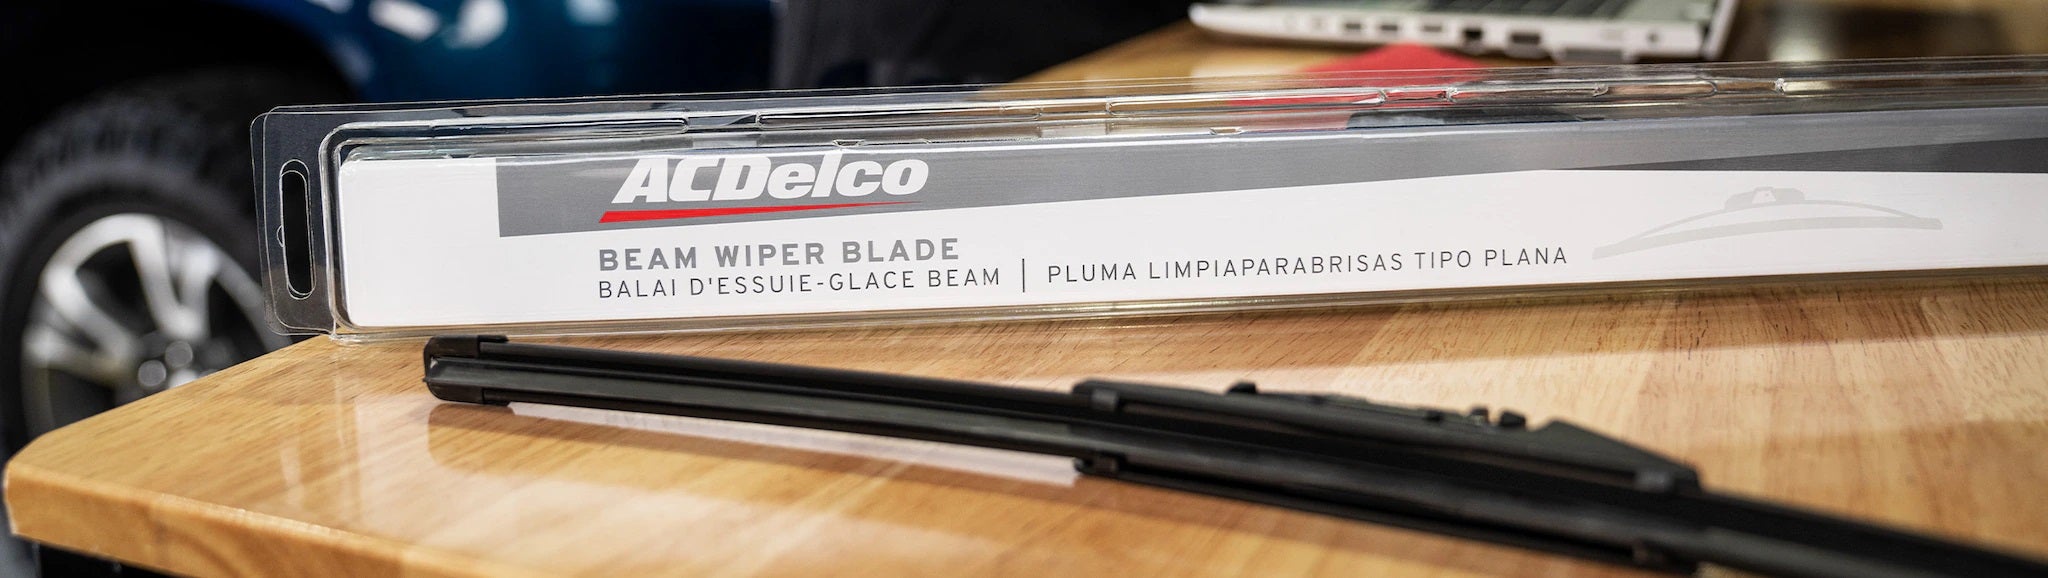 ACDelco
BEAM WIPER BLADE
BALAI D'ESSUIE-GLACE BEAM | PLUMA LIMPIAPARABRISAS TIPO PLANA